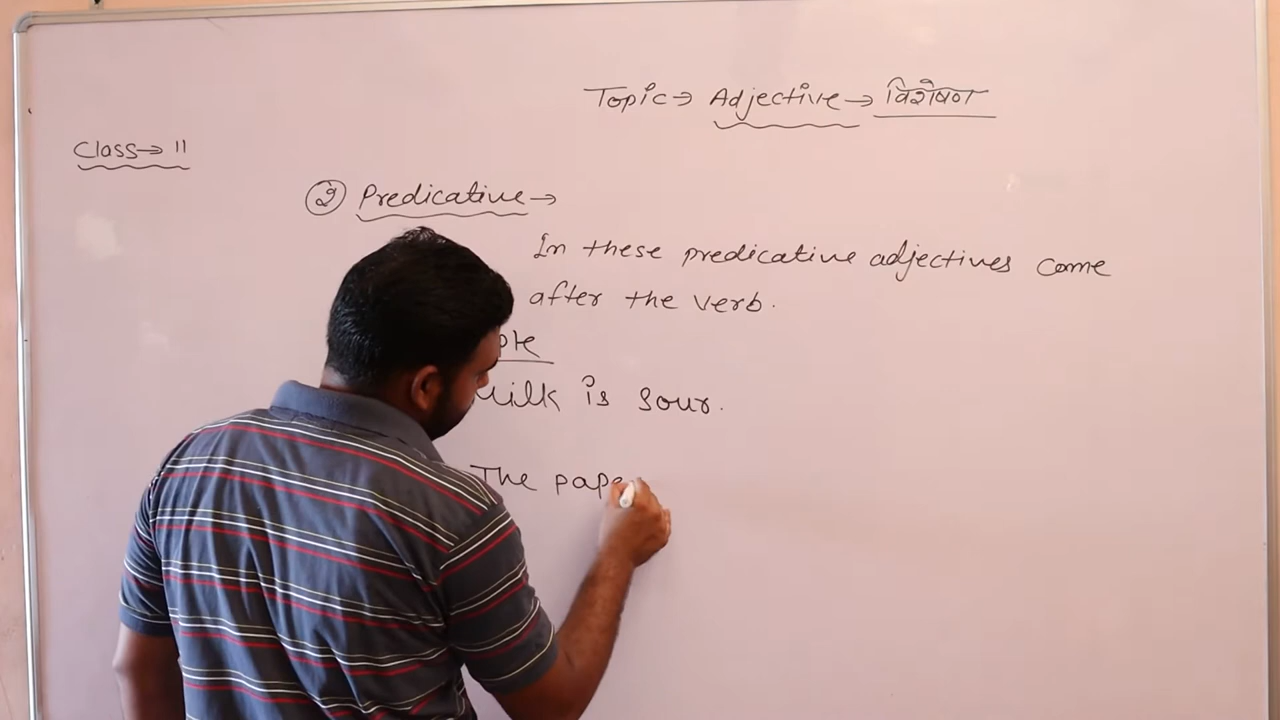 Topic→ Adjective→ विशेषण
Class→ 11
② Predicative→
In these predicative adjectives come
after the verb.
Milk is sour.
The pape